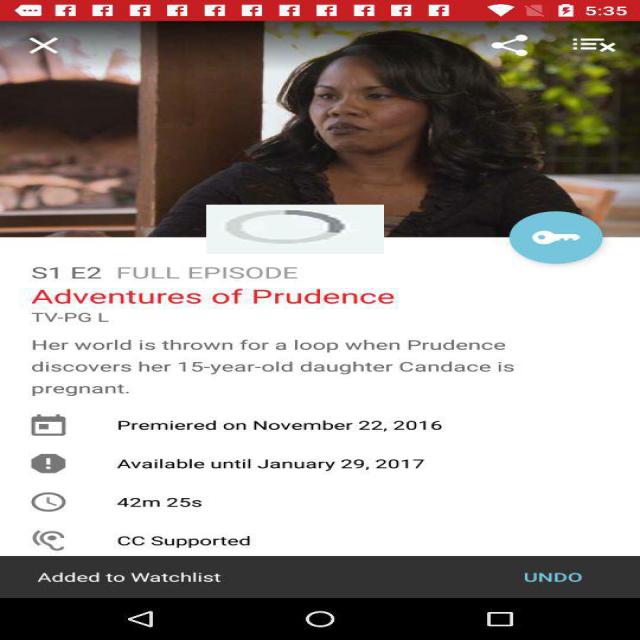 5:35
S1 E2 FULL EPISODE
Adventures of Prudence
TV-PG L
Her world is thrown for a loop when Prudence
discovers her 15-year-old daughter Candace is
pregnant.
Premiered on November 22, 2016
Available until January 29, 2017
42m 25s
CC Supported
Added to Watchlist UNDO